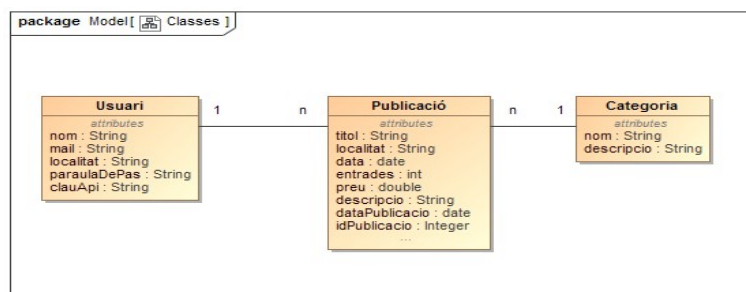 package Model[ Classes ]
Usuari
attributes
nom : String
mail : String
localitat : String
paraulaDePas : String
clauApi : String
1
n
Publicació
attributes
titol : String
localitat : String
data : date
entrades : int
preu : double
descripcio : String
dataPublicacio : date
idPublicacio : Integer
...
n
1
Categoria
attributes
nom : String
descripcio : String